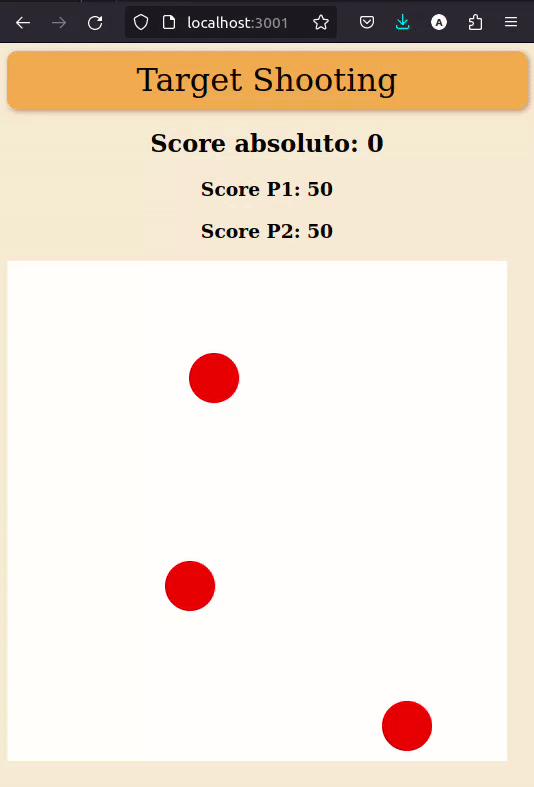 localhost:3001
A
Target Shooting
Score absoluto: 0
Score P1: 50
Score P2: 50